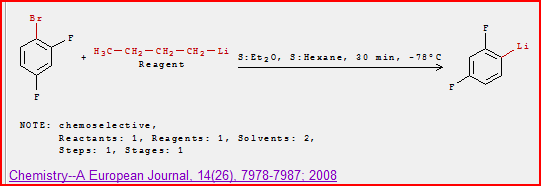 Br
F
F
+
H₃C—CH₂—CH₂—CH₂—Li
Reagent
S:Et₂O, S:Hexane, 30 min, -78°C
F
F
Li
NOTE: chemoselective,
Reactants: 1, Reagents: 1, Solvents: 2,
Steps: 1, Stages: 1
Chemistry--A European Journal, 14(26), 7978-7987; 2008